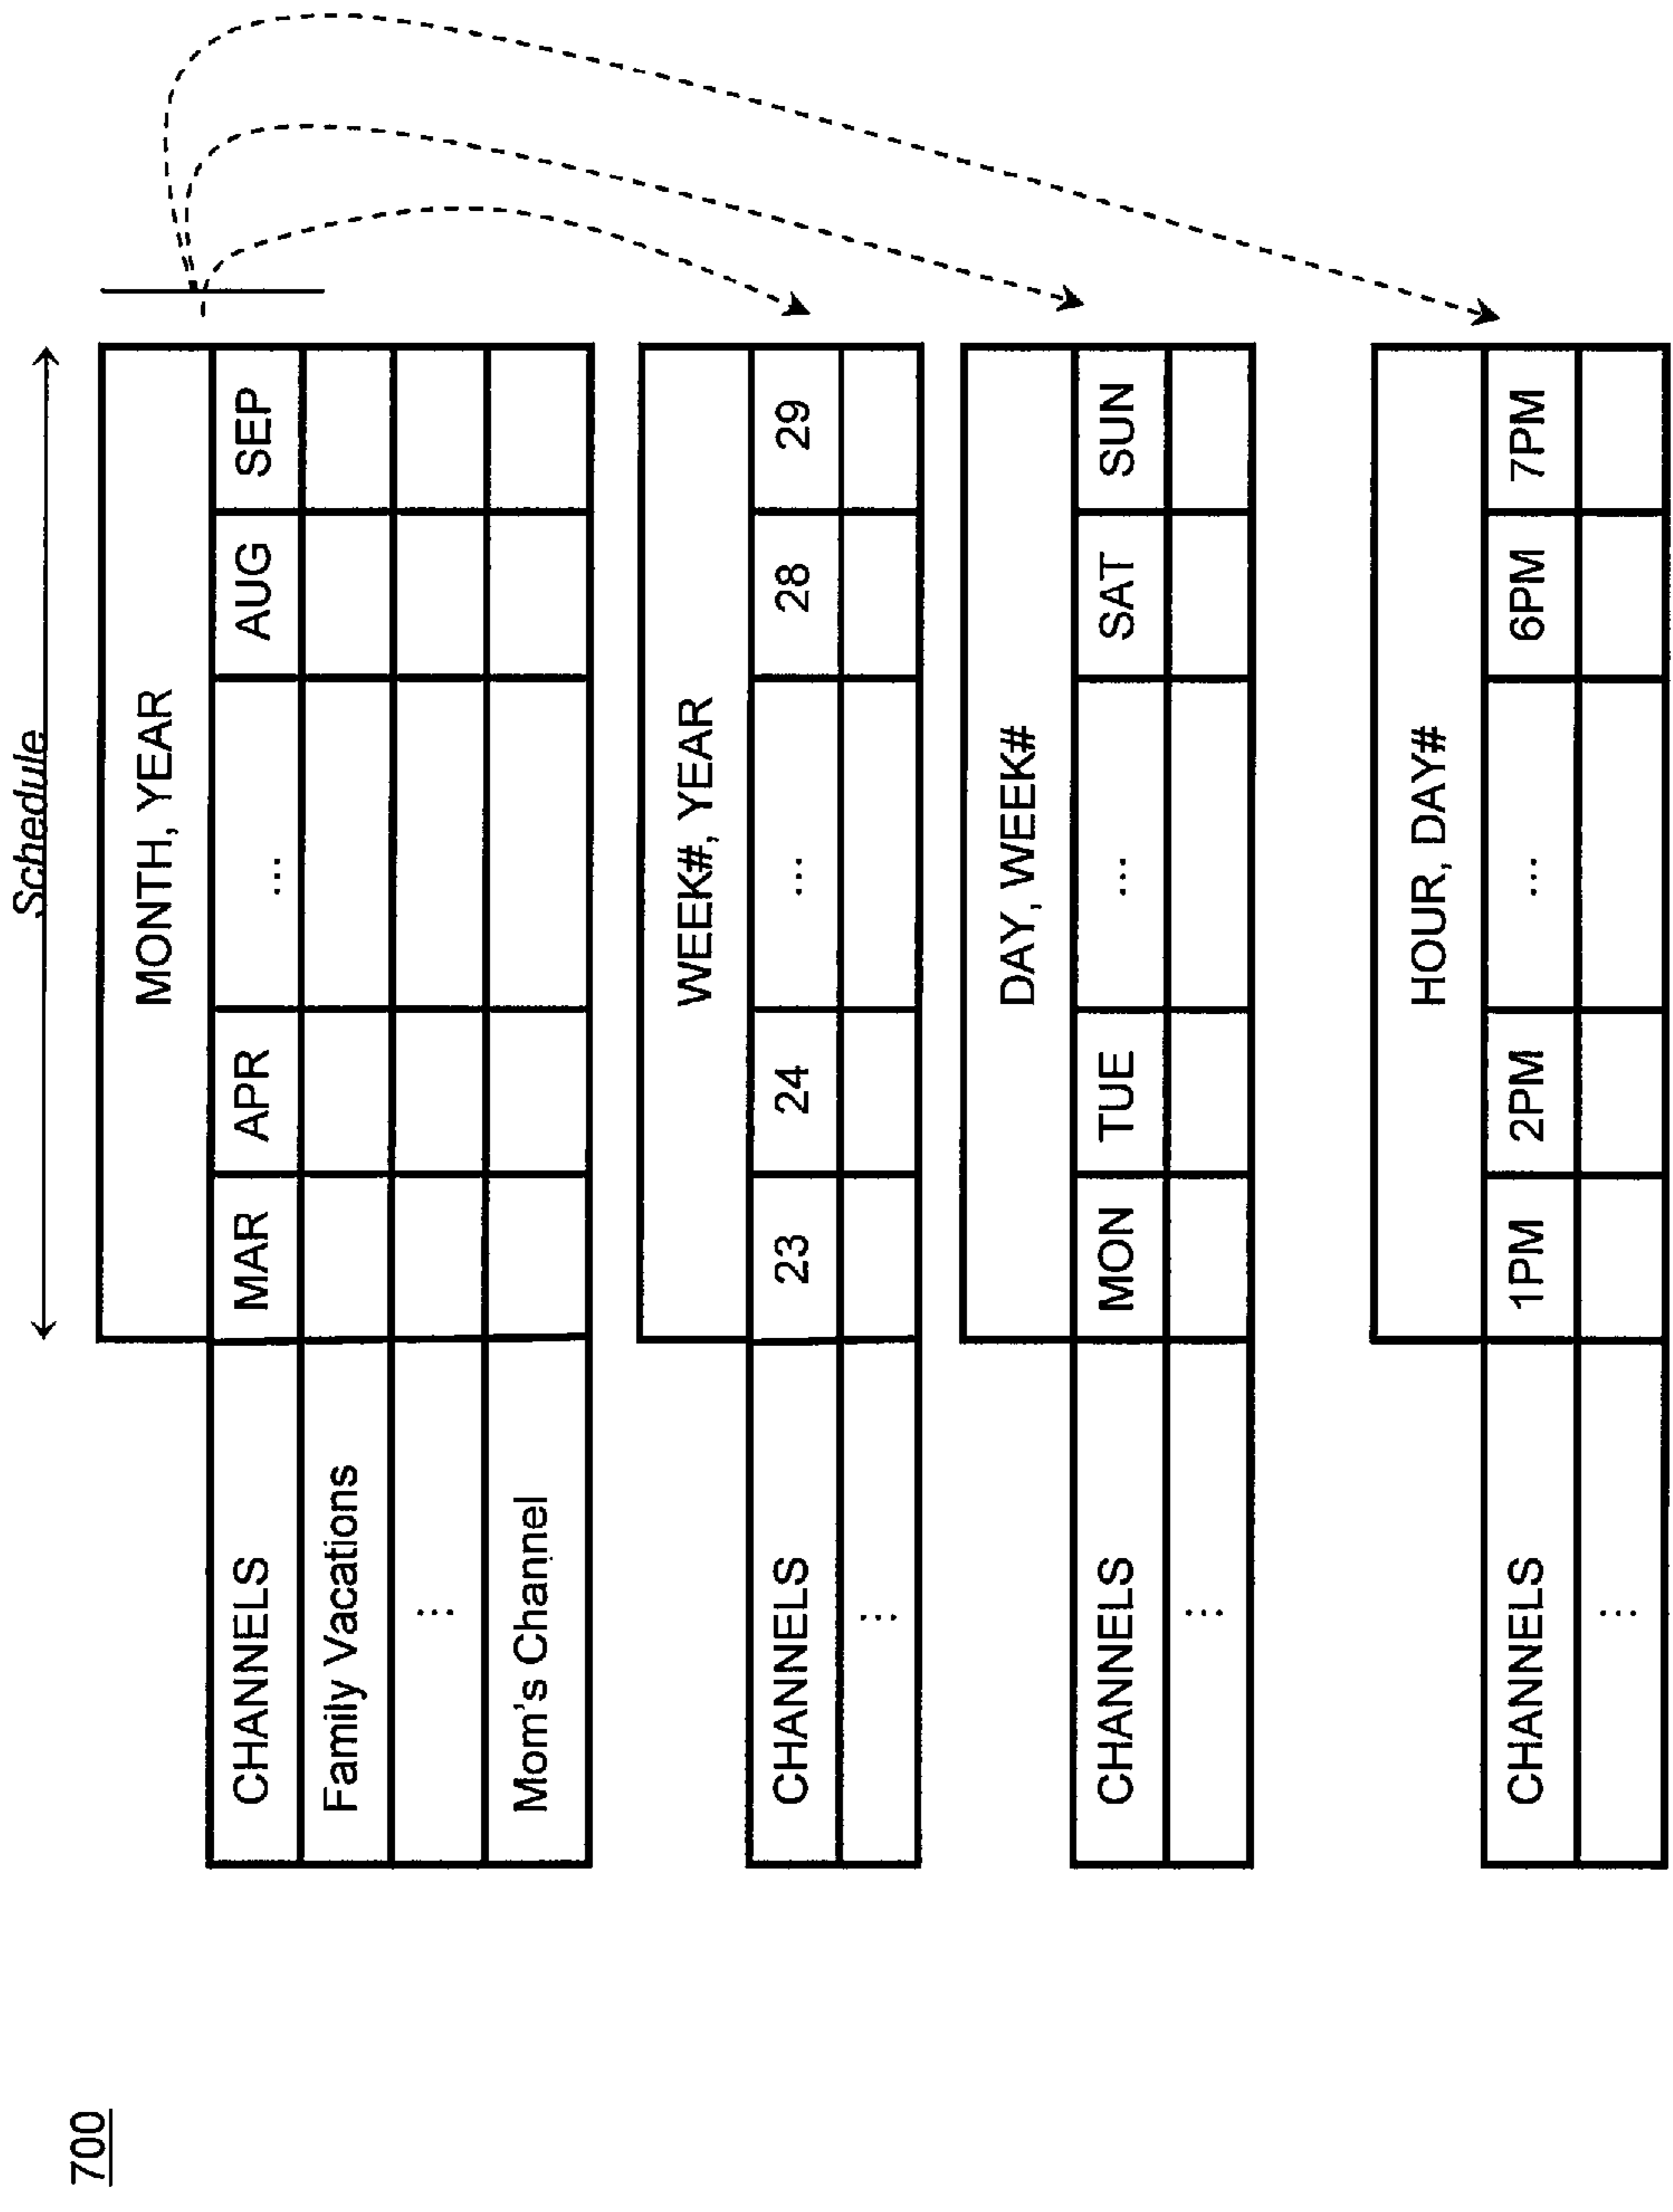 700
Schedule
MONTH, YEAR
CHANNELS MAR APR ... AUG SEP
Family Vacations
...
Mom's Channel
WEEK#, YEAR
CHANNELS 23 24 ... 28 29
...
DAY, WEEK#
CHANNELS MON TUE ... SAT SUN
...
HOUR, DAY#
CHANNELS 1PM 2PM ... 6PM 7PM
...